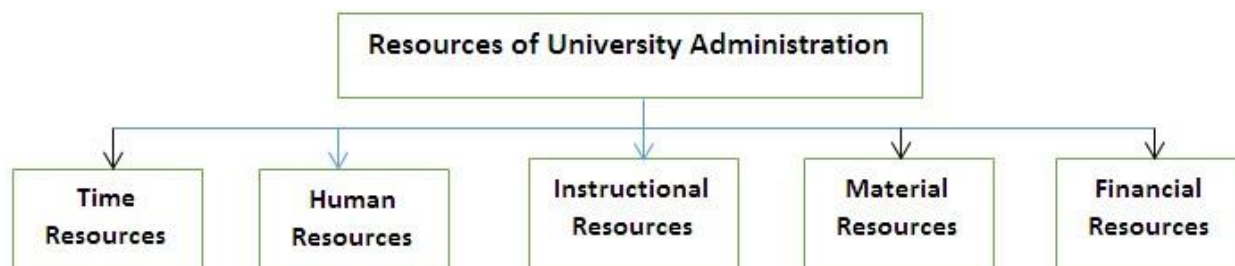 Resources of University Administration
Time
Resources
Human
Resources
Instructional
Resources
Material
Resources
Financial
Resources